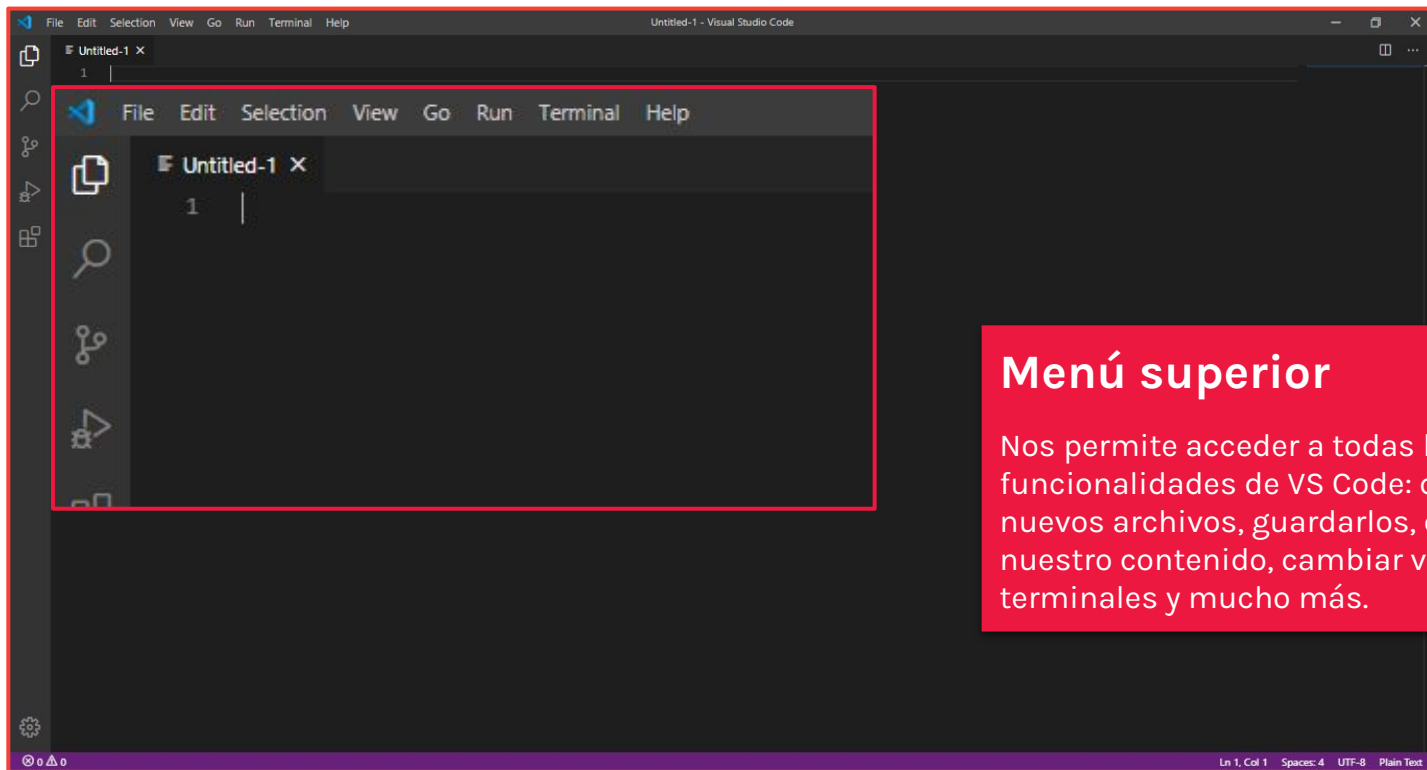 File Edit Selection View Go Run Terminal Help Untitled-1 - Visual Studio Code
Untitled-1
1
File Edit Selection View Go Run Terminal Help
Untitled-1
1
Menú superior
Nos permite acceder a todas
funcionalidades de VS Code:
nuevos archivos, guardarlos,
nuestro contenido, cambiar
terminales y mucho más.
0 0 Ln 1, Col 1 Spaces: 4 UTF-8 Plain Text